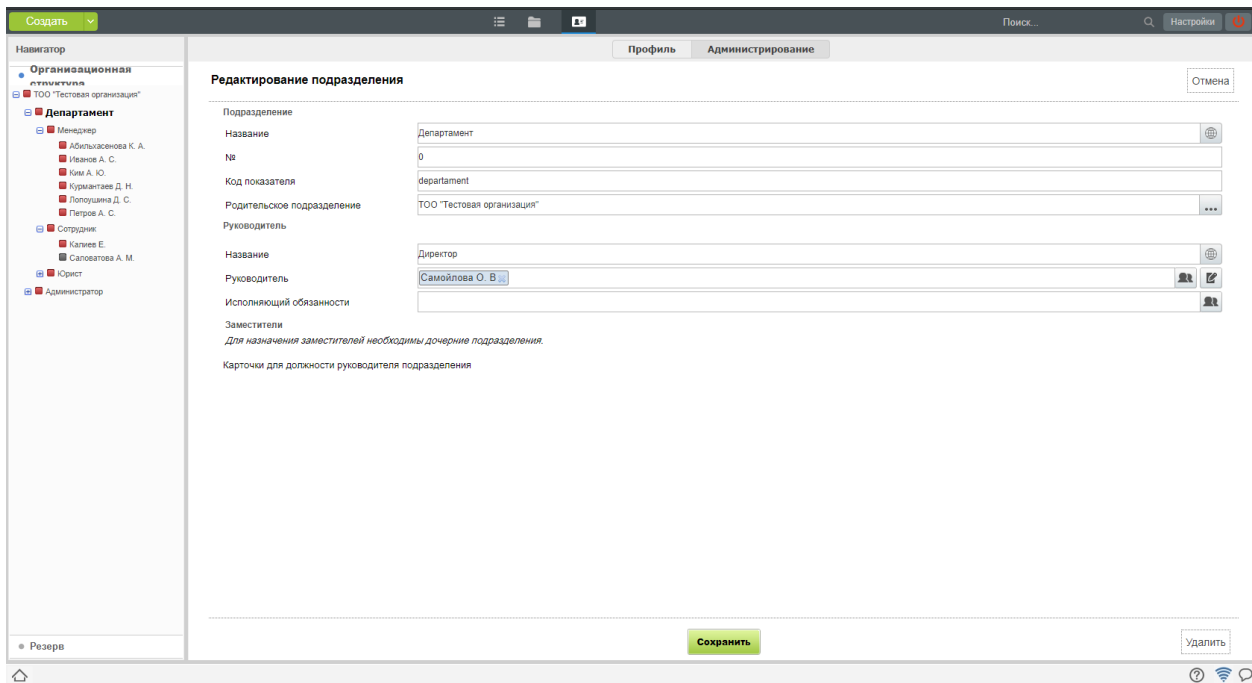 Создать
Поиск...
Настройки
Навигатор
Профиль
Администрирование
Организационная
структура
ТОО "Тестовая организация"
Департамент
Менеджер
Абильхасенова К. А.
Иванов А. С.
Ким А. Ю.
Курмантаев Д. Н.
Лопоушина Д. С.
Петров А. С.
Сотрудник
Калиев Е.
Саловатова А. М.
Юрист
Администратор
Резерв
Редактирование подразделения
Отмена
Подразделение
Название
Департамент
№
0
Код показателя
departament
Родительское подразделение
ТОО "Тестовая организация"
...
Руководитель
Название
Директор
Руководитель
Самойлова О. В
Исполняющий обязанности
Заместители
Для назначения заместителей необходимы дочерние подразделения.
Карточки для должности руководителя подразделения
Сохранить
Удалить